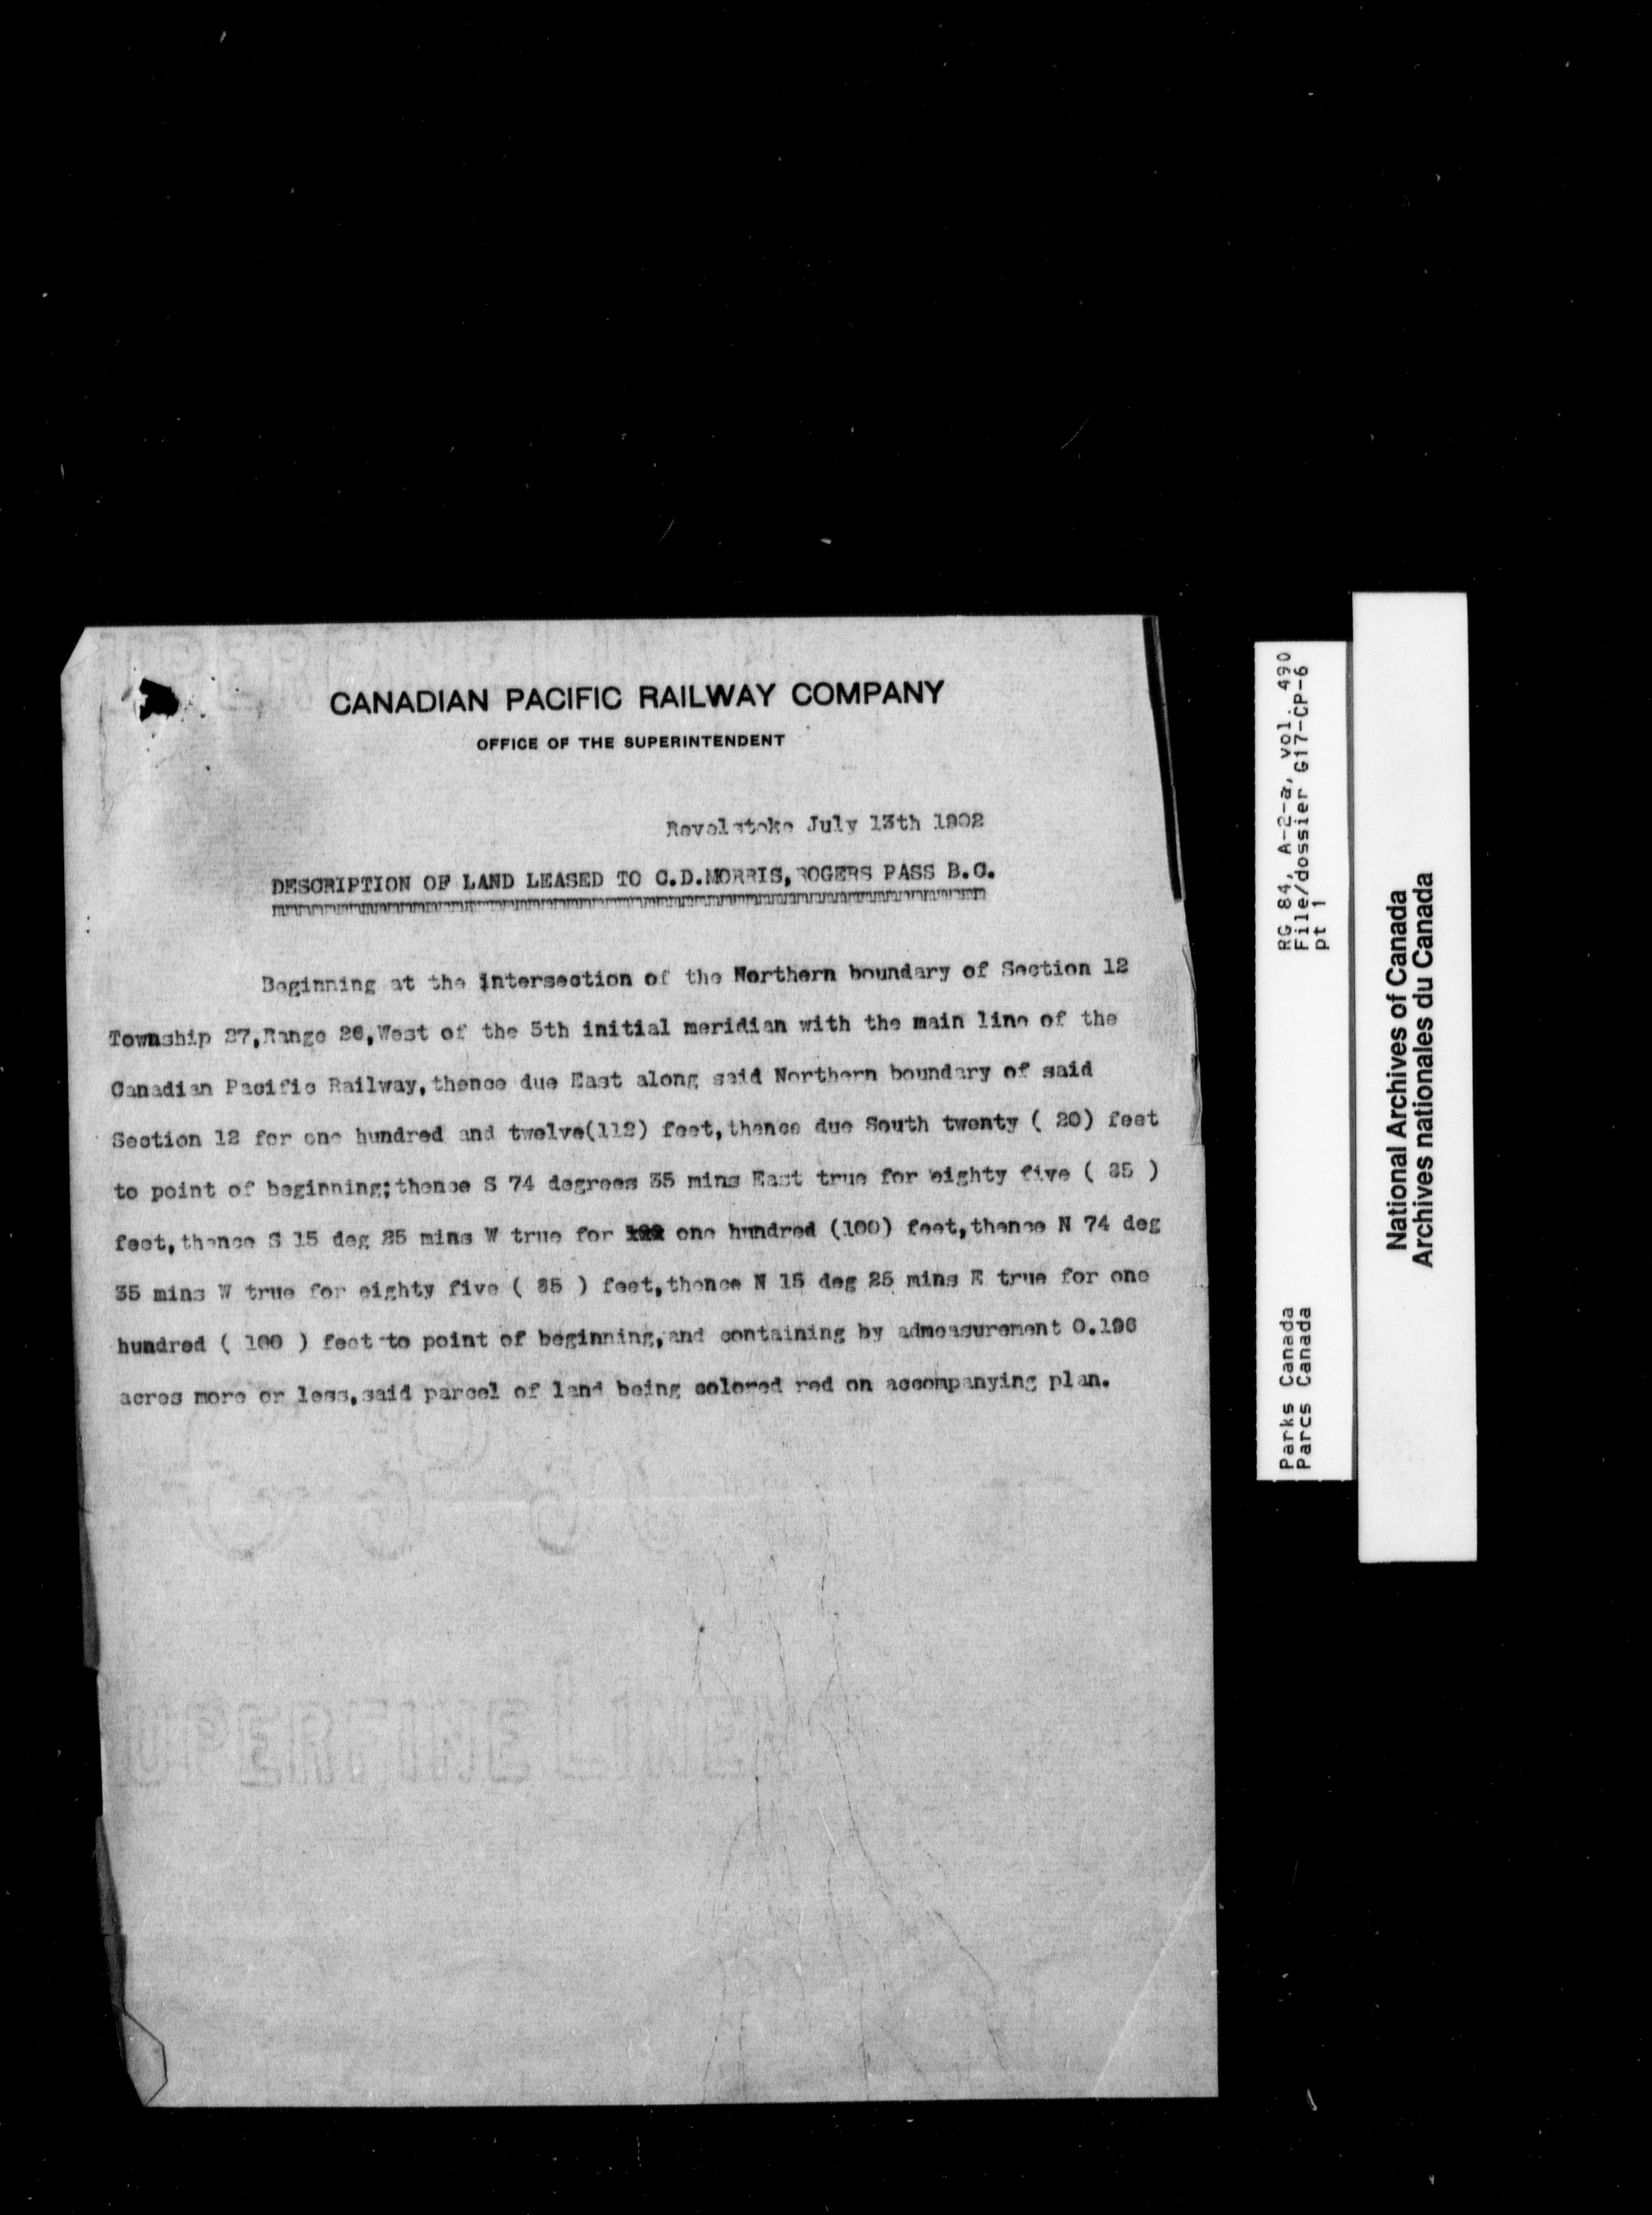 CANADIAN PACIFIC RAILWAY COMPANY
OFFICE OF THE SUPERINTENDENT
Revelstoke July 13th 1902
DESCRIPTION OF LAND LEASED TO C.D.MORRIS,ROGERS PASS B.C.
Beginning at the intersection of the Northern boundary of Section 12
Township 27,Range 26,West of the 5th initial meridian with the main line of the
Canadian Pacific Railway,thence due East along said Northern boundary of said
Section 12 for one hundred and twelve(112) feet,thence due South twenty ( 20) feet
to point of beginning;thense S 74 degrees 35 mins East true for eighty five ( 85 )
feet,thence S 15 deg 25 mins W true for one hundred (100) feet,thense N 74 deg
35 mins W true for eighty five ( 85 ) feet,thence N 15 deg 25 mins E true for one
hundred ( 100 ) feet to point of beginning,and containing by admeasurement 0.196
acres more or less,said parcel of land being colored red on accompanying plan.
SUPERFINE LINEN
RG 84, A-2-a, vol. 490
File/dossier G17-CP-6
pt 1
Parks Canada
Parcs Canada
National Archives of Canada
Archives nationales du Canada